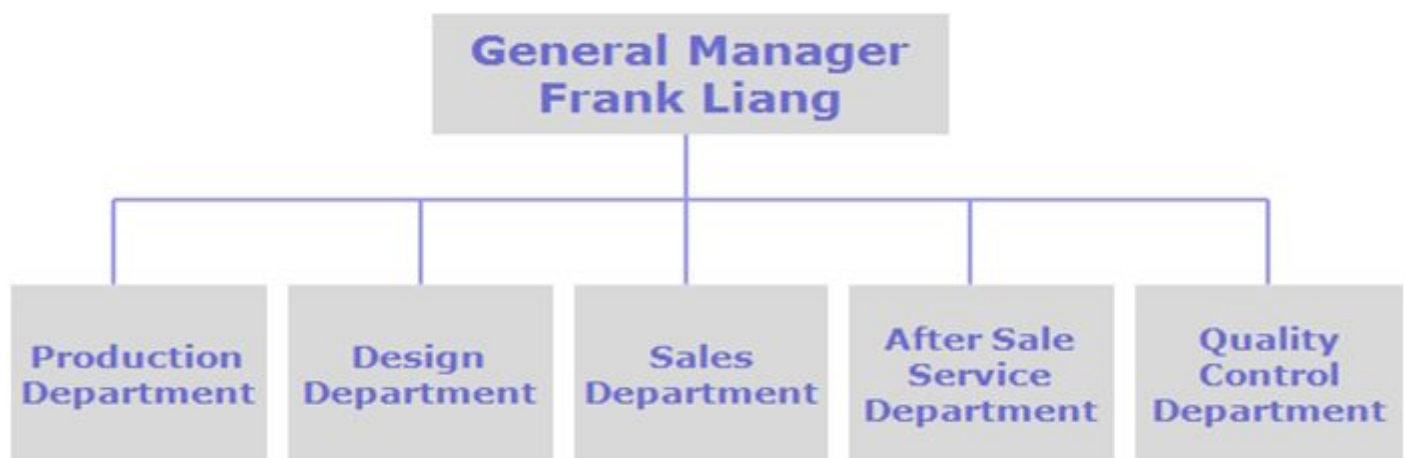 General Manager
Frank Liang
Production
Department
Design
Department
Sales
Department
After Sale
Service
Department
Quality
Control
Department